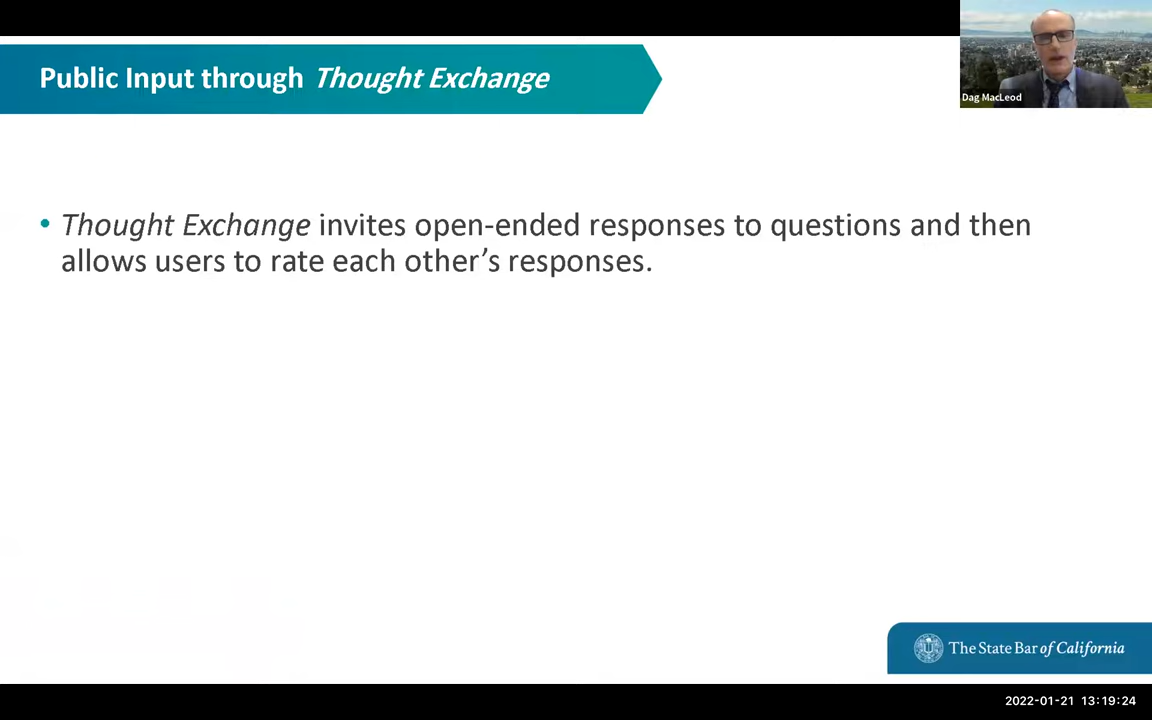 Public Input through Thought Exchange
Dag MacLeod
• Thought Exchange invites open-ended responses to questions and then
allows users to rate each other’s responses.
The State Bar of California
2022-01-21 13:19:24